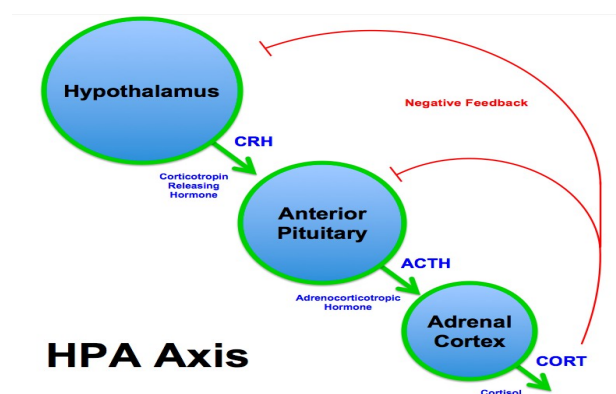 Hypothalamus
Negative Feedback
CRH
Corticotropin
Releasing
Hormone
Anterior
Pituitary
ACTH
Adrenocorticotropic
Hormone
Adrenal
Cortex
HPA Axis
CORT
Cortisol